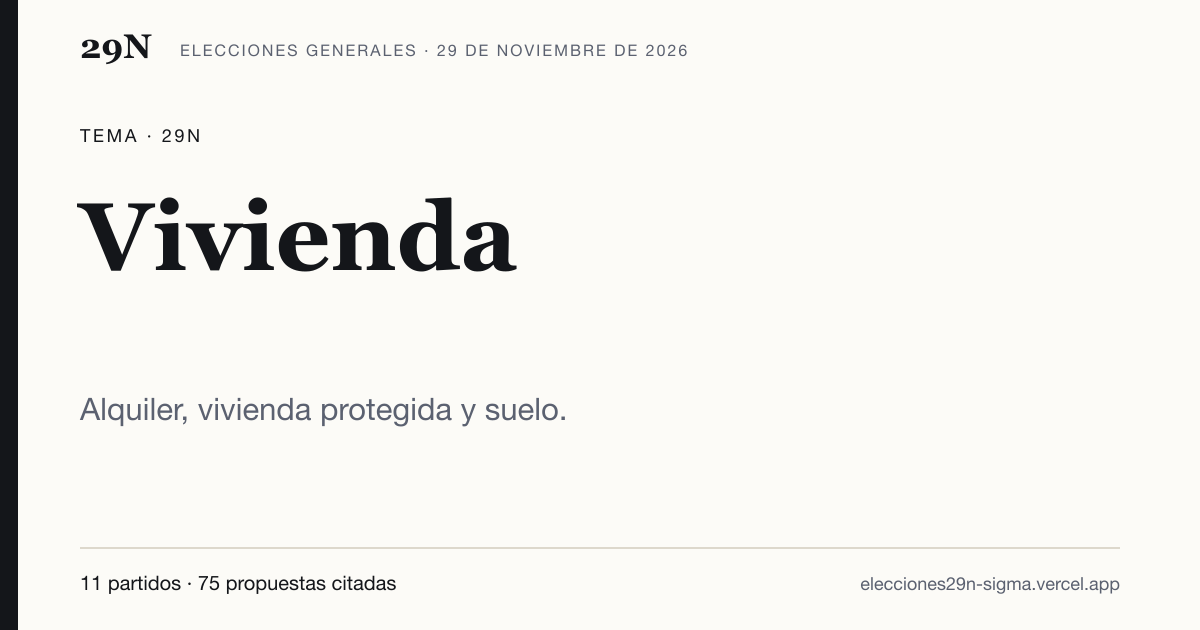 29N ELECCIONES GENERALES · 29 DE NOVIEMBRE DE 2026
TEMA · 29N
Vivienda
Alquiler, vivienda protegida y suelo.
11 partidos · 75 propuestas citadas
elecciones29n-sigma.vercel.app